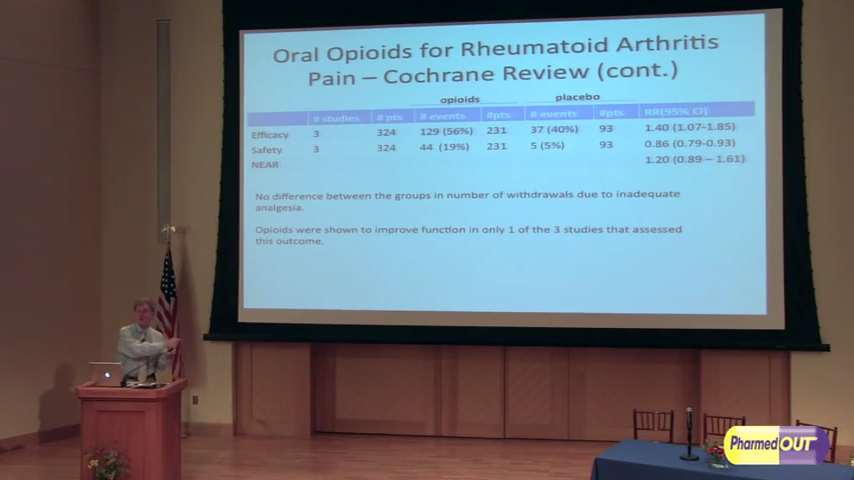 Oral Opioids for Rheumatoid Arthritis
Pain – Cochrane Review (cont.)
opioids placebo
# studies # pts # events #pts # events #pts RR(95% CI)
Efficacy 3 324 129 (56%) 231 37 (40%) 93 1.40 (1.07-1.85)
Safety 3 324 44 (19%) 231 5 (5%) 93 0.86 (0.79-0.93)
NEAR 1.20 (0.89 – 1.61)
No difference between the groups in number of withdrawals due to inadequate
analgesia.
Opioids were shown to improve function in only 1 of the 3 studies that assessed
this outcome.
PharmedOUT